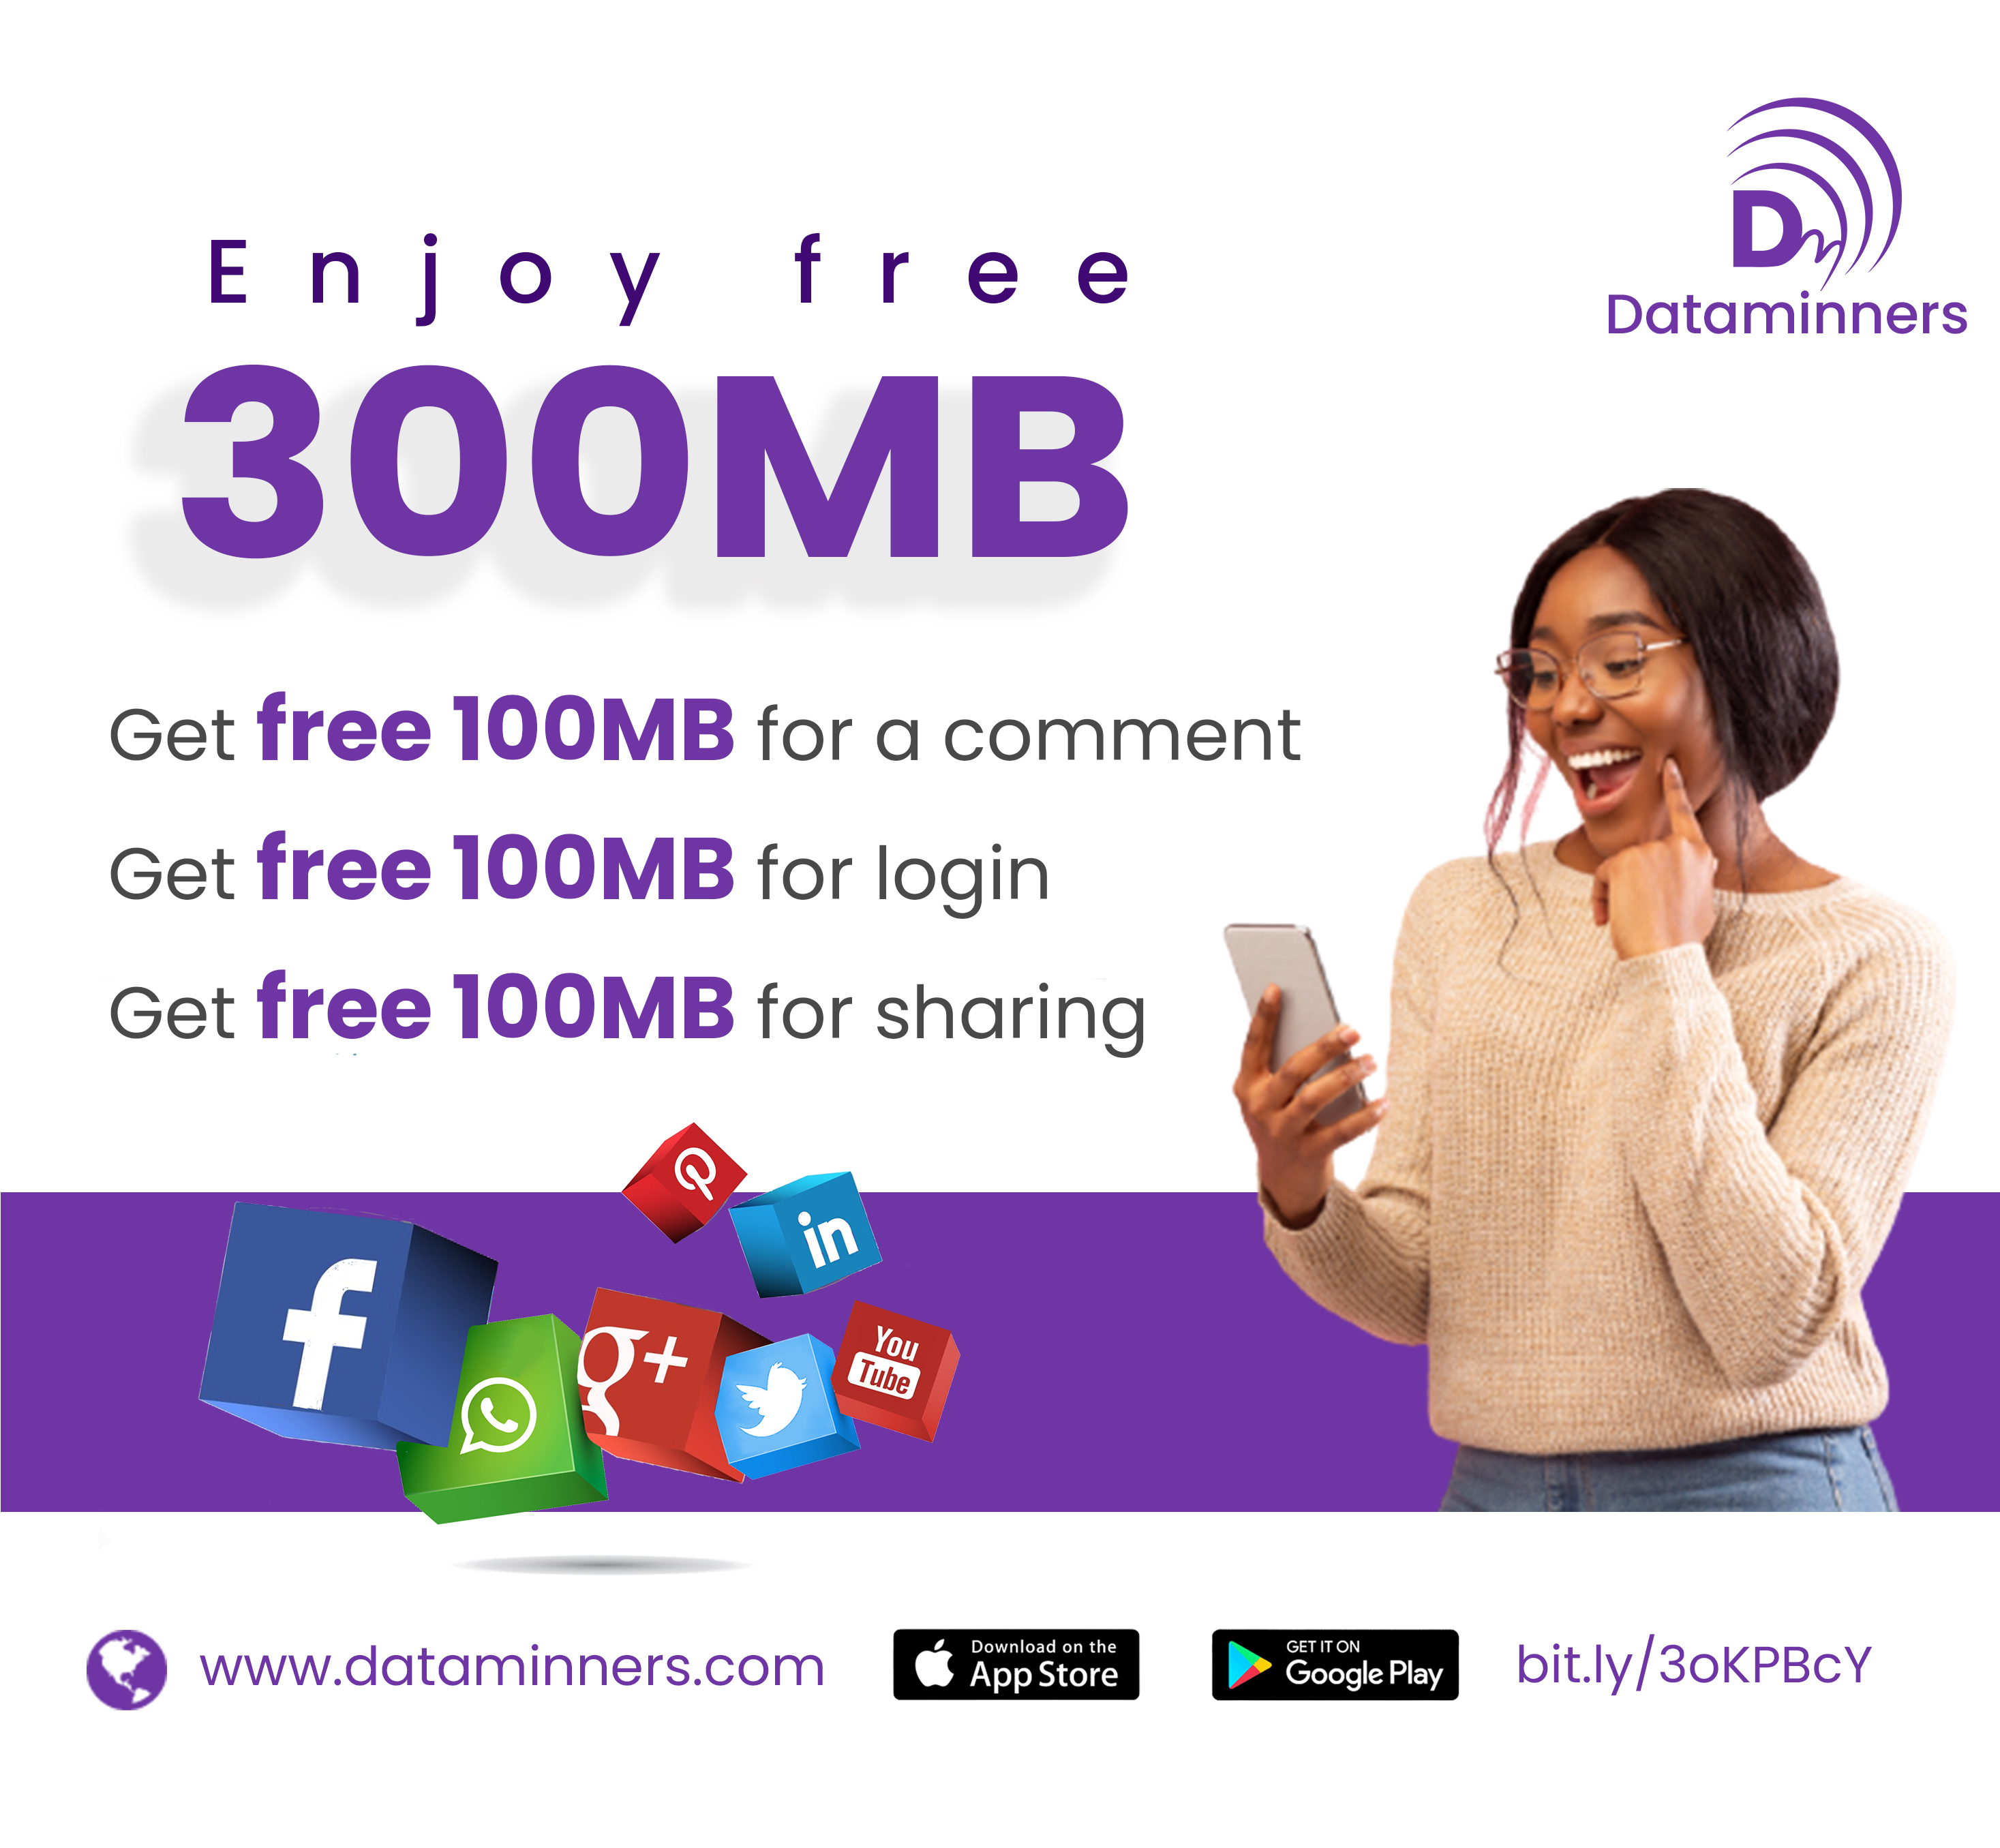 Dm
Dataminners
Enjoy free
300MB
Get free 100MB for a comment
Get free 100MB for login
Get free 100MB for sharing
in
f
g+
You
Tube
www.dataminners.com
Download on the
App Store
GET IT ON
Google Play
bit.ly/3oKPBcY